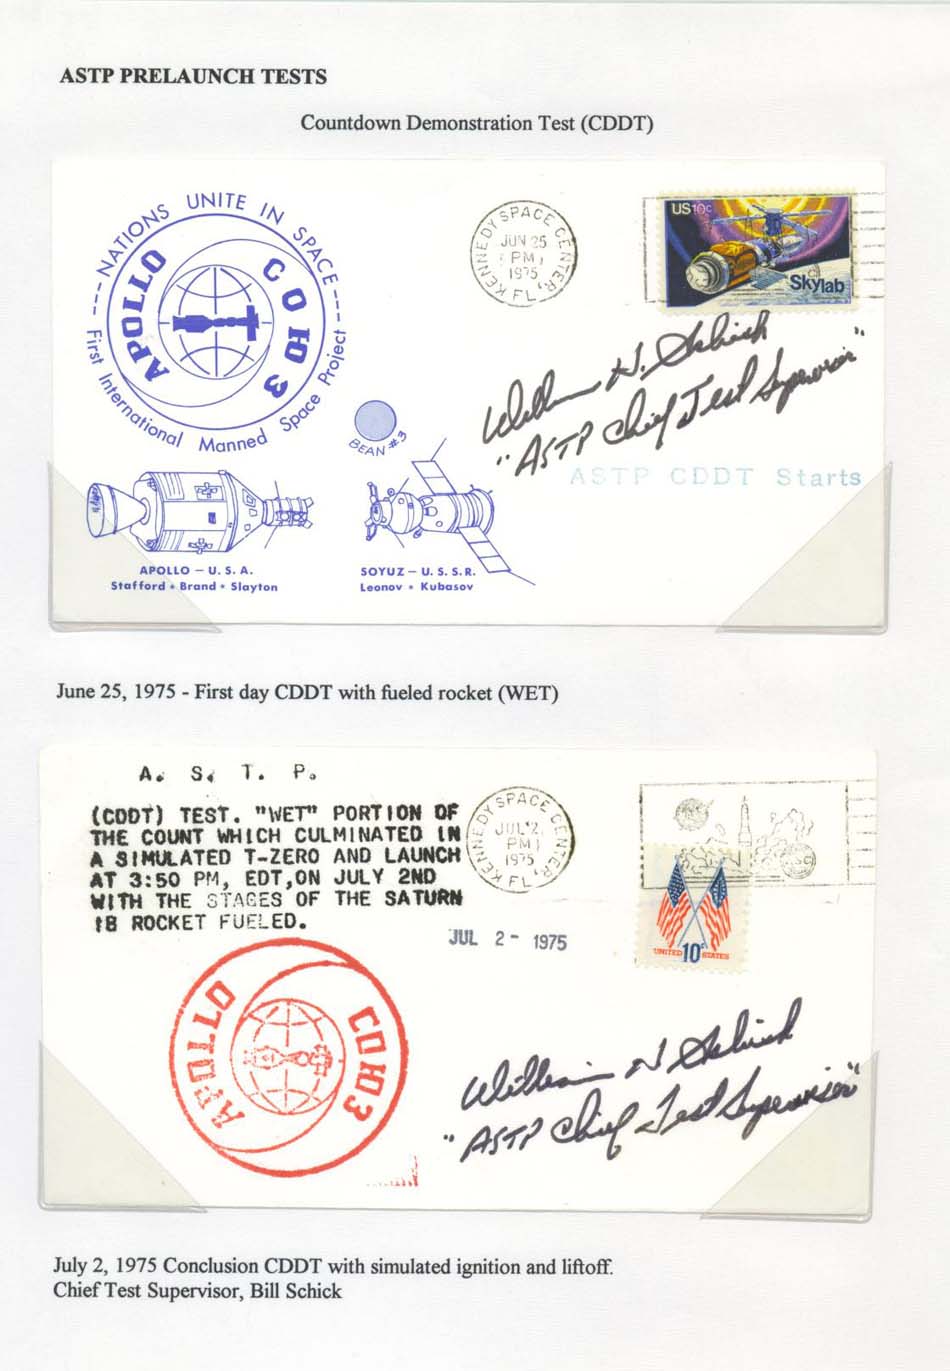 ASTP PRELAUNCH TESTS
Countdown Demonstration Test (CDDT)
----NATIONS UNITE IN SPACE----
APOLLO СОЮЗ
First International Manned Space Project
BEAN #3
APOLLO – U. S. A.
Stafford • Brand • Slayton
SOYUZ – U. S. S. R.
Leonov • Kubasov
KENNEDY SPACE CENTER,
JUN 25
PM
1975
FL,
US 10c
Skylab
William H. Schick
"ASTP Chief Test Supervisor"
ASTP CDDT Starts
June 25, 1975 - First day CDDT with fueled rocket (WET)
A. S. T. P.
(CDDT) TEST. "WET" PORTION OF
THE COUNT WHICH CULMINATED IN
A SIMULATED T-ZERO AND LAUNCH
AT 3:50 PM, EDT,ON JULY 2ND
WITH THE STAGES OF THE SATURN
1B ROCKET FUELED.
KENNEDY SPACE CENTER,
JUL 2
PM
1975
FL
JUL 2 - 1975
UNITED 10c STATES
APOLLO СОЮЗ
William H Schick
"ASTP Chief Test Supervisor"
July 2, 1975 Conclusion CDDT with simulated ignition and liftoff.
Chief Test Supervisor, Bill Schick